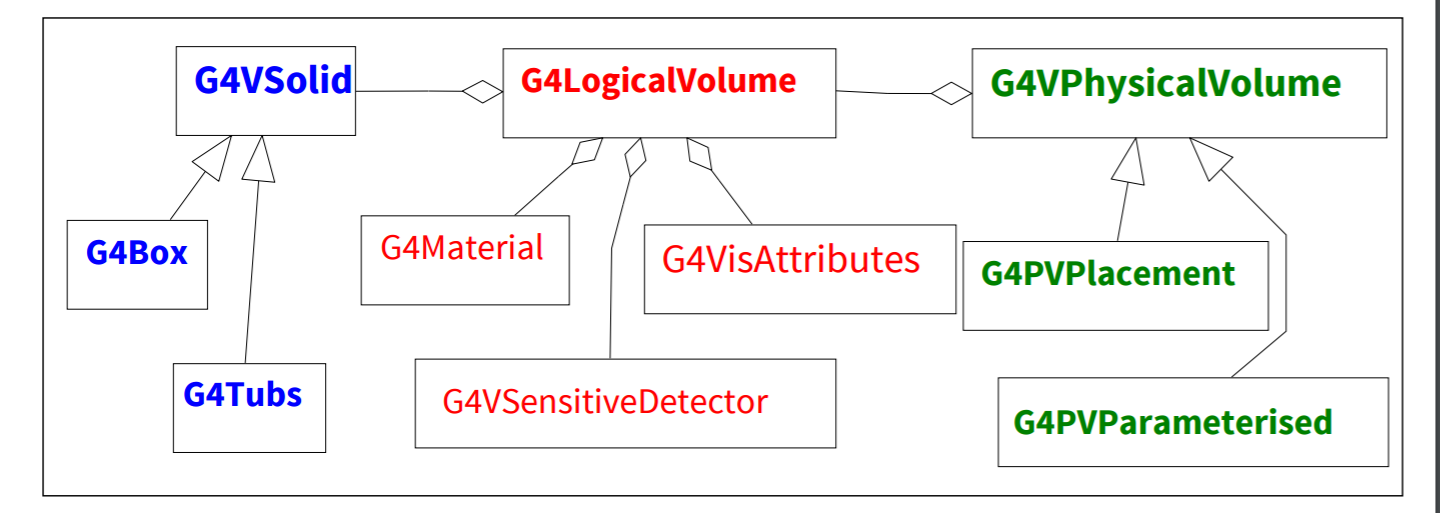 G4VSolid
G4LogicalVolume
G4VPhysicalVolume
G4Box
G4Material
G4VisAttributes
G4PVPlacement
G4Tubs
G4VSensitiveDetector
G4PVParameterised